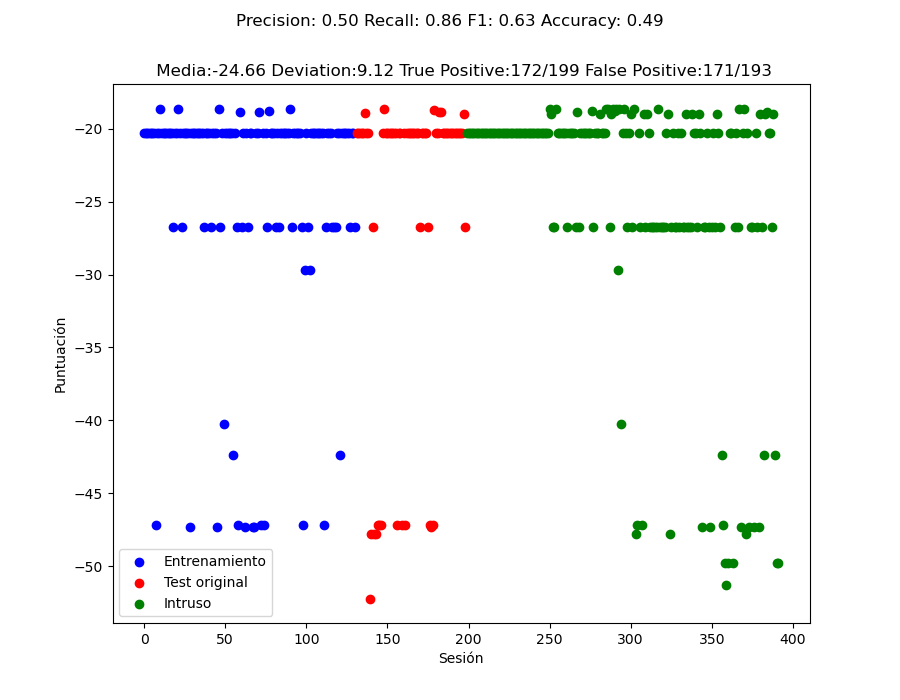 Precision: 0.50 Recall: 0.86 F1: 0.63 Accuracy: 0.49
Media:-24.66 Deviation:9.12 True Positive:172/199 False Positive:171/193
−20
−25
−30
−35
−40
−45
−50
Puntuación
Entrenamiento
Test original
Intruso
0 50 100 150 200 250 300 350 400
Sesión